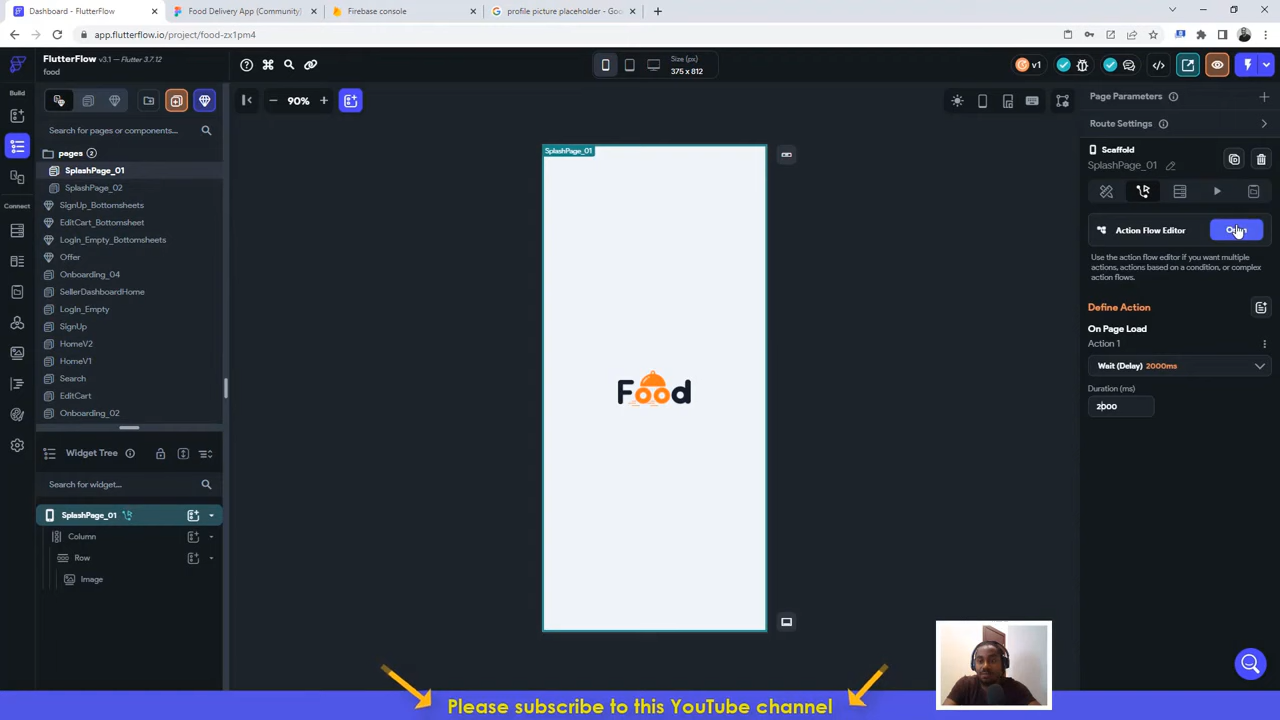 Dashboard - FlutterFlow
Food Delivery App (Community)
Firebase console
profile picture placeholder - Goo
app.flutterflow.io/project/food-zx1pm4
FlutterFlow v3.1 – Flutter 3.7.12
food
Size (px)
375 x 812
v1
Build
90%
Search for pages or components...
pages 2
SplashPage_01
SplashPage_02
SignUp_Bottomsheets
EditCart_Bottomsheet
LogIn_Empty_Bottomsheets
Offer
Onboarding_04
SellerDashboardHome
LogIn_Empty
SignUp
HomeV2
HomeV1
Search
EditCart
Onboarding_02
Connect
Widget Tree
Search for widget...
SplashPage_01
Column
Row
Image
SplashPage_01
Food
Page Parameters
Route Settings
Scaffold
SplashPage_01
Action Flow Editor
Use the action flow editor if you want multiple
actions, actions based on a condition, or complex
action flows.
Define Action
On Page Load
Action 1
Wait (Delay) 2000ms
Duration (ms)
2000
Please subscribe to this YouTube channel